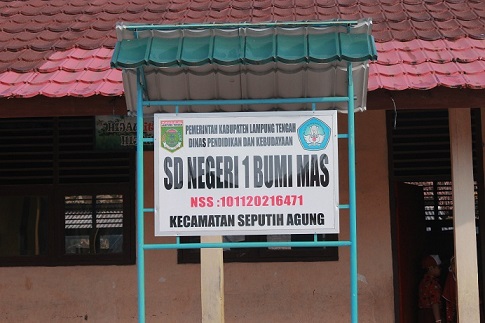 PEMERINTAH KABUPATEN LAMPUNG TENGAH
DINAS PENDIDIKAN DAN KEBUDAYAAN
SD NEGERI 1 BUMI MAS
NSS : 101120216471
KECAMATAN SEPUTIH AGUNG